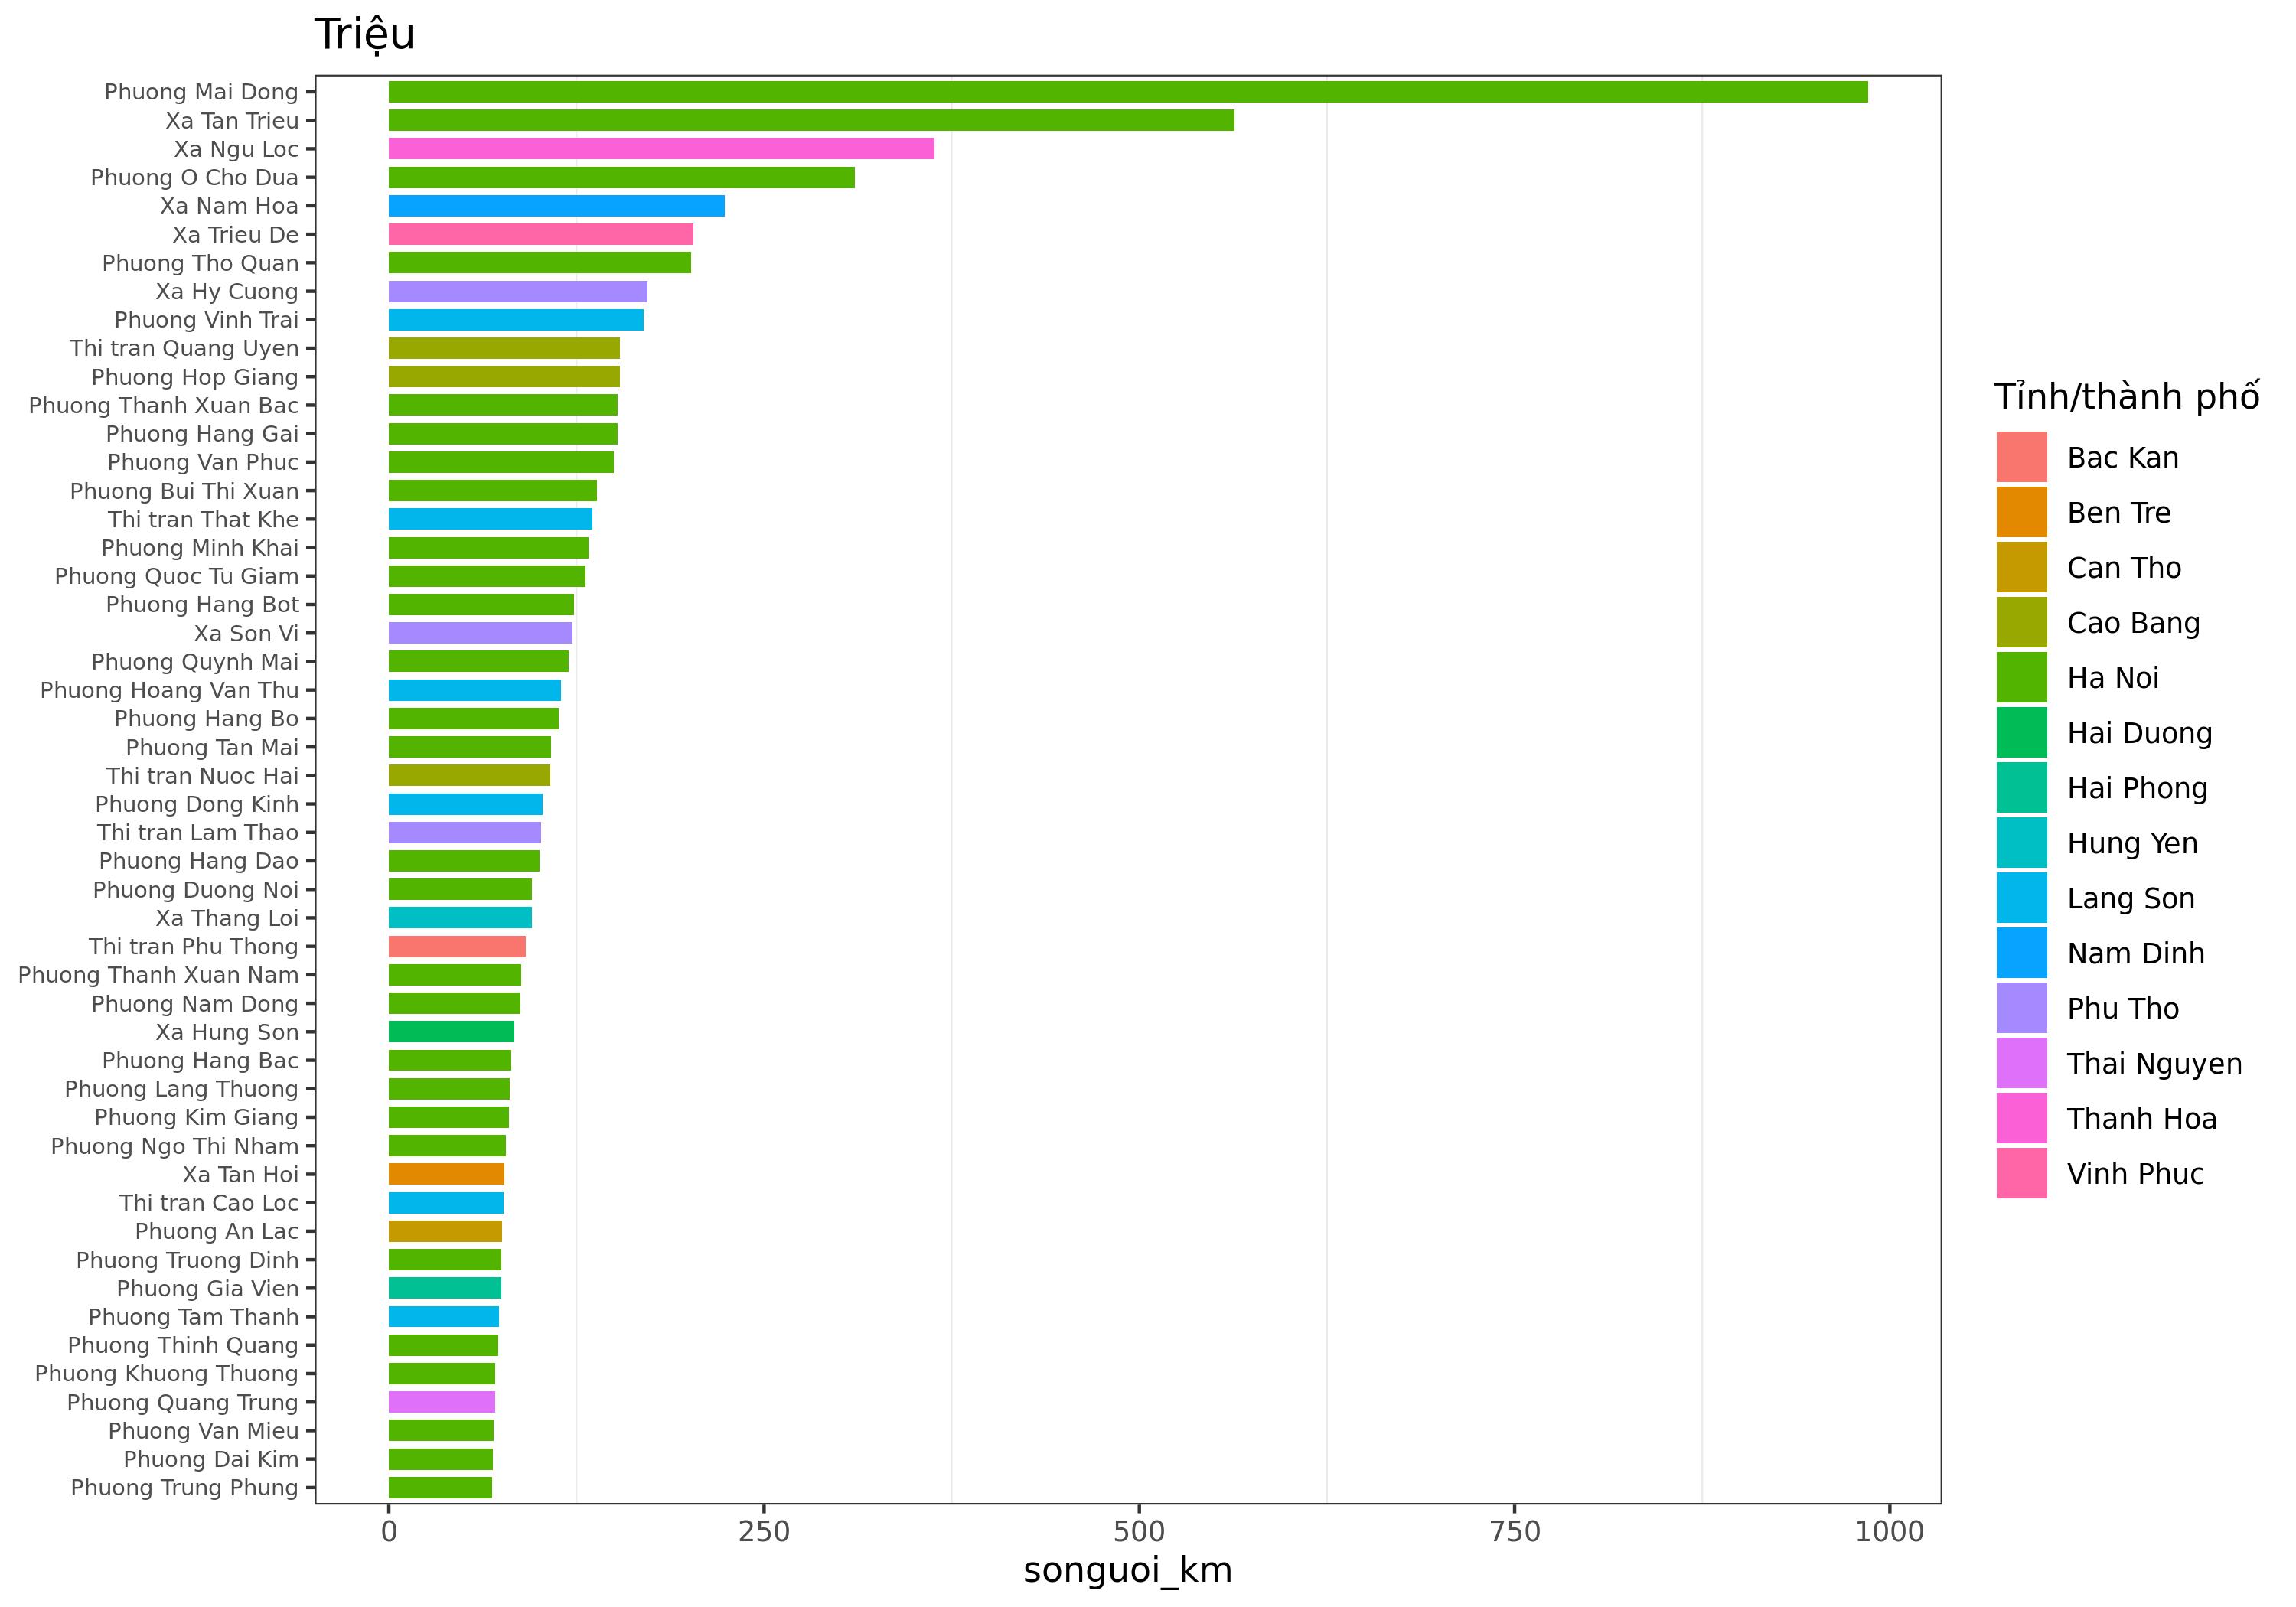 Triệu
Phuong Mai Dong
Xa Tan Trieu
Xa Ngu Loc
Phuong O Cho Dua
Xa Nam Hoa
Xa Trieu De
Phuong Tho Quan
Xa Hy Cuong
Phuong Vinh Trai
Thi tran Quang Uyen
Phuong Hop Giang
Phuong Thanh Xuan Bac
Phuong Hang Gai
Phuong Van Phuc
Phuong Bui Thi Xuan
Thi tran That Khe
Phuong Minh Khai
Phuong Quoc Tu Giam
Phuong Hang Bot
Xa Son Vi
Phuong Quynh Mai
Phuong Hoang Van Thu
Phuong Hang Bo
Phuong Tan Mai
Thi tran Nuoc Hai
Phuong Dong Kinh
Thi tran Lam Thao
Phuong Hang Dao
Phuong Duong Noi
Xa Thang Loi
Thi tran Phu Thong
Phuong Thanh Xuan Nam
Phuong Nam Dong
Xa Hung Son
Phuong Hang Bac
Phuong Lang Thuong
Phuong Kim Giang
Phuong Ngo Thi Nham
Xa Tan Hoi
Thi tran Cao Loc
Phuong An Lac
Phuong Truong Dinh
Phuong Gia Vien
Phuong Tam Thanh
Phuong Thinh Quang
Phuong Khuong Thuong
Phuong Quang Trung
Phuong Van Mieu
Phuong Dai Kim
Phuong Trung Phung
0 250 500 750 1000
songuoi_km
Tỉnh/thành phố
Bac Kan
Ben Tre
Can Tho
Cao Bang
Ha Noi
Hai Duong
Hai Phong
Hung Yen
Lang Son
Nam Dinh
Phu Tho
Thai Nguyen
Thanh Hoa
Vinh Phuc